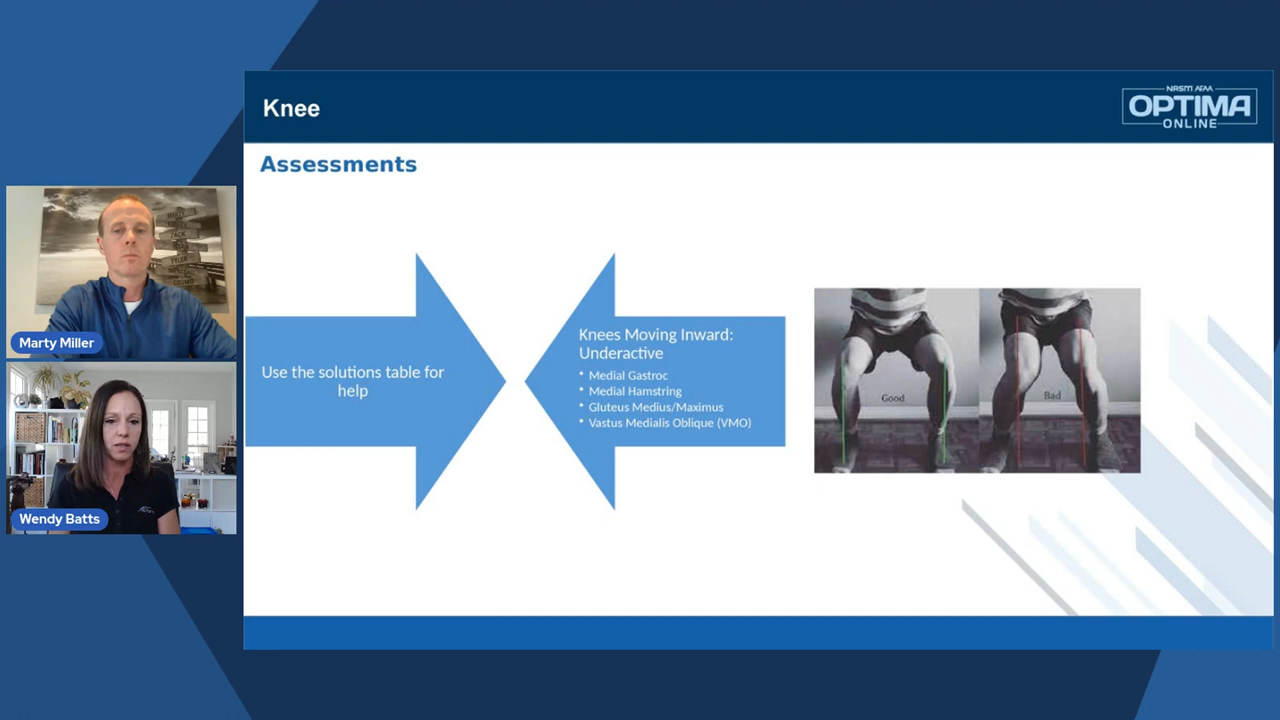 Knee
NASM AFAA
OPTIMA
ONLINE
Assessments
Use the solutions table for
help
Knees Moving Inward:
Underactive
• Medial Gastroc
• Medial Hamstring
• Gluteus Medius/Maximus
• Vastus Medialis Oblique (VMO)
Good
Bad
Marty Miller
Wendy Batts